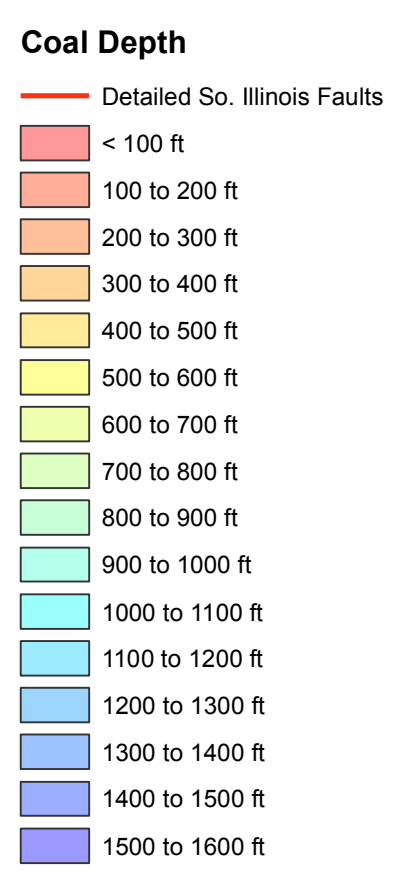 Coal Depth
Detailed So. Illinois Faults
< 100 ft
100 to 200 ft
200 to 300 ft
300 to 400 ft
400 to 500 ft
500 to 600 ft
600 to 700 ft
700 to 800 ft
800 to 900 ft
900 to 1000 ft
1000 to 1100 ft
1100 to 1200 ft
1200 to 1300 ft
1300 to 1400 ft
1400 to 1500 ft
1500 to 1600 ft